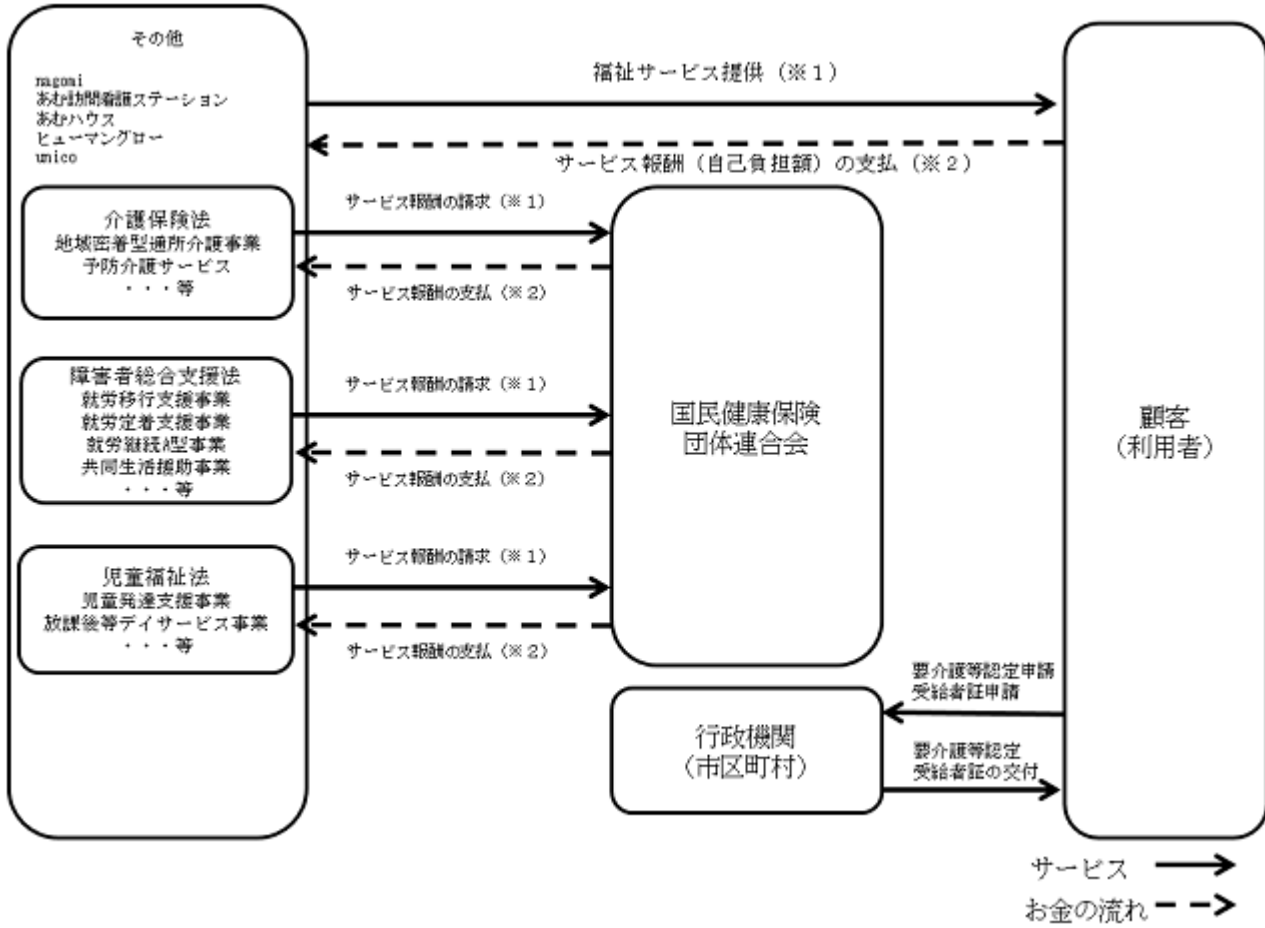 その他
nagomi
あむ訪問看護ステーション
あむハウス
ヒューマングロー
unico
福祉サービス提供（※１）
サービス報酬（自己負担額）の支払（※２）
介護保険法
地域密着型通所介護事業
予防介護サービス
・・・等
サービス報酬の請求（※１）
サービス報酬の支払（※２）
障害者総合支援法
就労移行支援事業
就労定着支援事業
就労継続A型事業
共同生活援助事業
・・・等
サービス報酬の請求（※１）
サービス報酬の支払（※２）
児童福祉法
児童発達支援事業
放課後等デイサービス事業
・・・等
サービス報酬の請求（※１）
サービス報酬の支払（※２）
国民健康保険
団体連合会
顧客
（利用者）
行政機関
（市区町村）
要介護等認定申請
受給者証申請
要介護等認定
受給者証の交付
サービス
お金の流れ